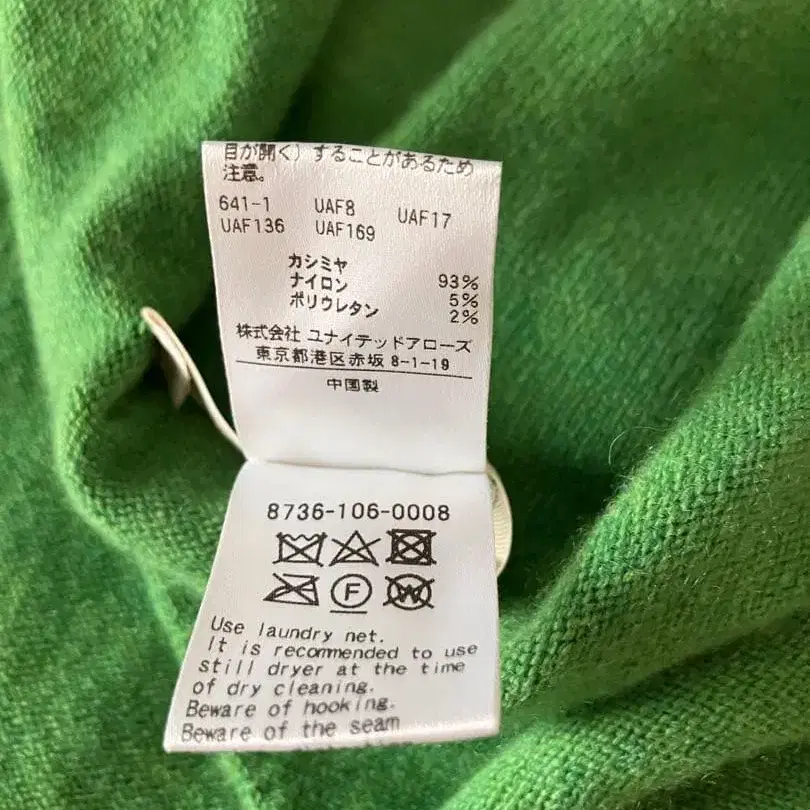 目が開く）することがあるため
注意。
641-1 UAF8 UAF17
UAF136 UAF169
カシミヤ 93%
ナイロン 5%
ポリウレタン 2%
株式会社 ユナイテッドアローズ
東京都港区赤坂 8-1-19
中国製
8736-106-0008
F
W
Use laundry net.
It is recommended to use
still dryer at the time
of dry cleaning.
Beware of hooking.
Beware of the seam